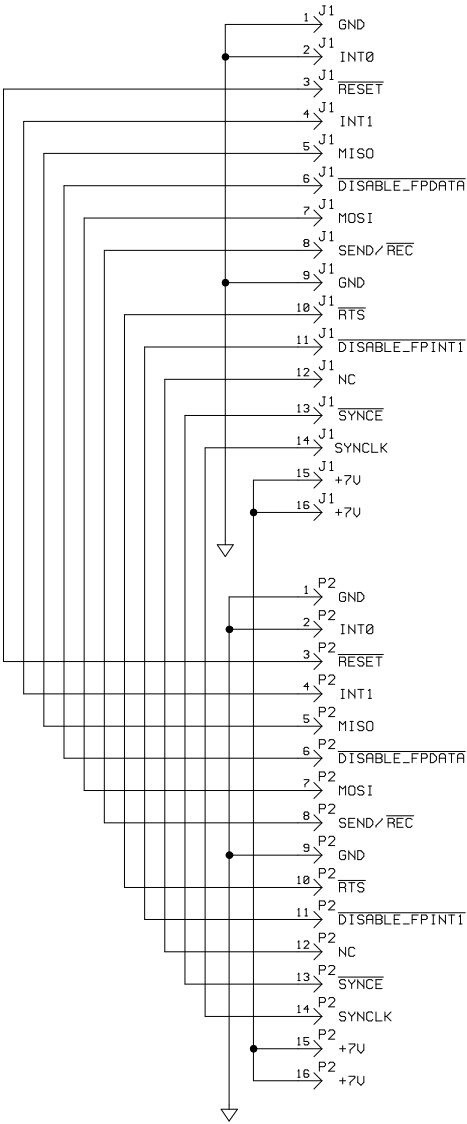 J1
1 GND
J1
2 INT0
J1
3 RESET
J1
4 INT1
J1
5 MISO
J1
6 DISABLE_FPDATA
J1
7 MOSI
J1
8 SEND/REC
J1
9 GND
J1
10 RTS
J1
11 DISABLE_FPINT1
J1
12 NC
J1
13 SYNCE
J1
14 SYNCLK
J1
15 +7V
J1
16 +7V
P2
1 GND
P2
2 INT0
P2
3 RESET
P2
4 INT1
P2
5 MISO
P2
6 DISABLE_FPDATA
P2
7 MOSI
P2
8 SEND/REC
P2
9 GND
P2
10 RTS
P2
11 DISABLE_FPINT1
P2
12 NC
P2
13 SYNCE
P2
14 SYNCLK
P2
15 +7V
P2
16 +7V